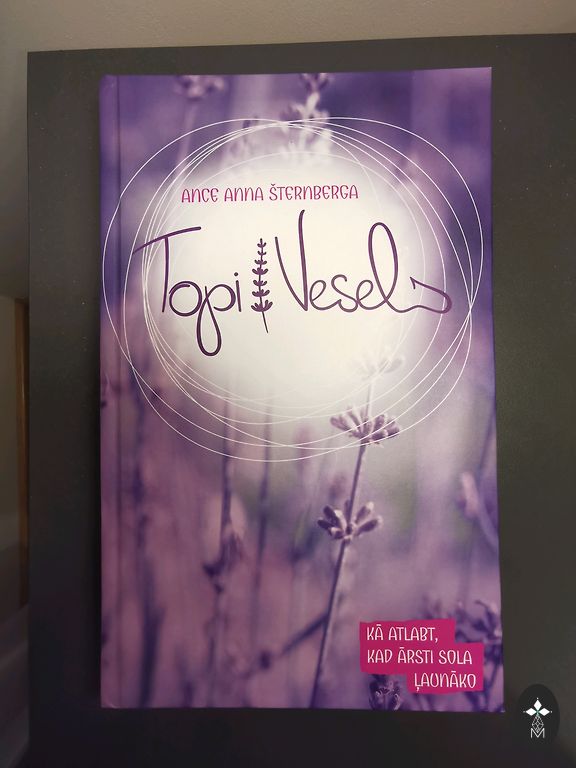 ANCE ANNA ŠTERNBERGA
Topi Vesels
KĀ ATLABT,
KAD ĀRSTI SOLA
ĻAUNĀKO
M